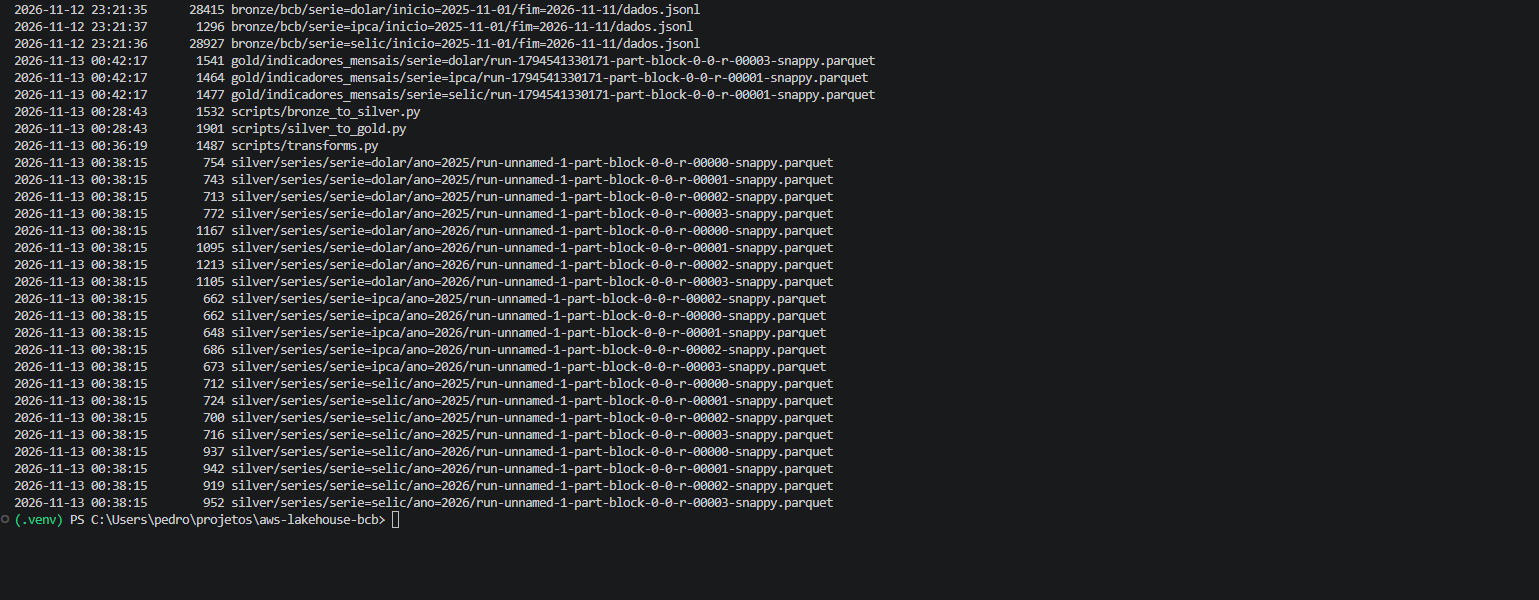 2026-11-12 23:21:35      28415 bronze/bcb/serie=dolar/inicio=2025-11-01/fim=2026-11-11/dados.jsonl
2026-11-12 23:21:37       1296 bronze/bcb/serie=ipca/inicio=2025-11-01/fim=2026-11-11/dados.jsonl
2026-11-12 23:21:36      28927 bronze/bcb/serie=selic/inicio=2025-11-01/fim=2026-11-11/dados.jsonl
2026-11-13 00:42:17       1541 gold/indicadores_mensais/serie=dolar/run-1794541330171-part-block-0-0-r-00003-snappy.parquet
2026-11-13 00:42:17       1464 gold/indicadores_mensais/serie=ipca/run-1794541330171-part-block-0-0-r-00001-snappy.parquet
2026-11-13 00:42:17       1477 gold/indicadores_mensais/serie=selic/run-1794541330171-part-block-0-0-r-00001-snappy.parquet
2026-11-13 00:28:43       1532 scripts/bronze_to_silver.py
2026-11-13 00:28:43       1901 scripts/silver_to_gold.py
2026-11-13 00:36:19       1487 scripts/transforms.py
2026-11-13 00:38:15        754 silver/series/serie=dolar/ano=2025/run-unnamed-1-part-block-0-0-r-00000-snappy.parquet
2026-11-13 00:38:15        743 silver/series/serie=dolar/ano=2025/run-unnamed-1-part-block-0-0-r-00001-snappy.parquet
2026-11-13 00:38:15        713 silver/series/serie=dolar/ano=2025/run-unnamed-1-part-block-0-0-r-00002-snappy.parquet
2026-11-13 00:38:15        772 silver/series/serie=dolar/ano=2025/run-unnamed-1-part-block-0-0-r-00003-snappy.parquet
2026-11-13 00:38:15       1167 silver/series/serie=dolar/ano=2026/run-unnamed-1-part-block-0-0-r-00000-snappy.parquet
2026-11-13 00:38:15       1095 silver/series/serie=dolar/ano=2026/run-unnamed-1-part-block-0-0-r-00001-snappy.parquet
2026-11-13 00:38:15       1213 silver/series/serie=dolar/ano=2026/run-unnamed-1-part-block-0-0-r-00002-snappy.parquet
2026-11-13 00:38:15       1105 silver/series/serie=dolar/ano=2026/run-unnamed-1-part-block-0-0-r-00003-snappy.parquet
2026-11-13 00:38:15        662 silver/series/serie=ipca/ano=2025/run-unnamed-1-part-block-0-0-r-00002-snappy.parquet
2026-11-13 00:38:15        662 silver/series/serie=ipca/ano=2026/run-unnamed-1-part-block-0-0-r-00000-snappy.parquet
2026-11-13 00:38:15        648 silver/series/serie=ipca/ano=2026/run-unnamed-1-part-block-0-0-r-00001-snappy.parquet
2026-11-13 00:38:15        686 silver/series/serie=ipca/ano=2026/run-unnamed-1-part-block-0-0-r-00002-snappy.parquet
2026-11-13 00:38:15        673 silver/series/serie=ipca/ano=2026/run-unnamed-1-part-block-0-0-r-00003-snappy.parquet
2026-11-13 00:38:15        712 silver/series/serie=selic/ano=2025/run-unnamed-1-part-block-0-0-r-00000-snappy.parquet
2026-11-13 00:38:15        724 silver/series/serie=selic/ano=2025/run-unnamed-1-part-block-0-0-r-00001-snappy.parquet
2026-11-13 00:38:15        700 silver/series/serie=selic/ano=2025/run-unnamed-1-part-block-0-0-r-00002-snappy.parquet
2026-11-13 00:38:15        716 silver/series/serie=selic/ano=2025/run-unnamed-1-part-block-0-0-r-00003-snappy.parquet
2026-11-13 00:38:15        937 silver/series/serie=selic/ano=2026/run-unnamed-1-part-block-0-0-r-00000-snappy.parquet
2026-11-13 00:38:15        942 silver/series/serie=selic/ano=2026/run-unnamed-1-part-block-0-0-r-00001-snappy.parquet
2026-11-13 00:38:15        919 silver/series/serie=selic/ano=2026/run-unnamed-1-part-block-0-0-r-00002-snappy.parquet
2026-11-13 00:38:15        952 silver/series/serie=selic/ano=2026/run-unnamed-1-part-block-0-0-r-00003-snappy.parquet
(.venv) PS C:\Users\pedro\projetos\aws-lakehouse-bcb>